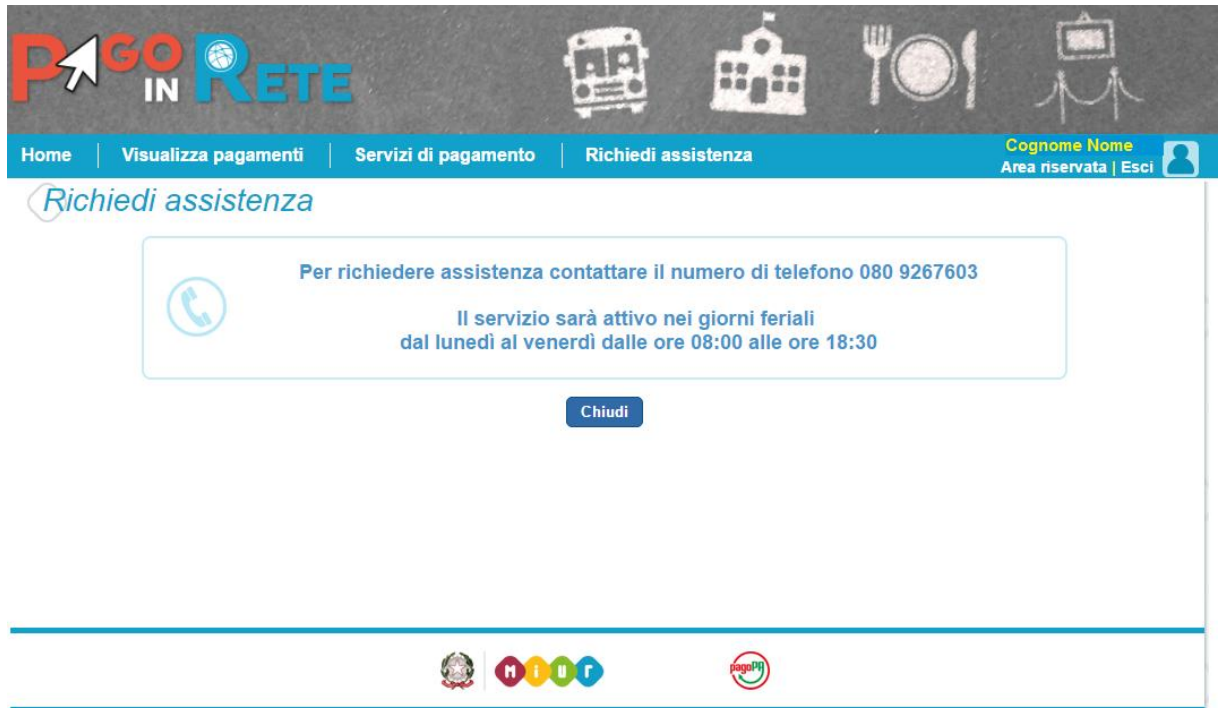 PAGO
IN RETE
Home | Visualizza pagamenti | Servizi di pagamento | Richiedi assistenza
Cognome Nome
Area riservata | Esci
Richiedi assistenza
Per richiedere assistenza contattare il numero di telefono 080 9267603
Il servizio sarà attivo nei giorni feriali
dal lunedì al venerdì dalle ore 08:00 alle ore 18:30
Chiudi
MIUr
pagoPA